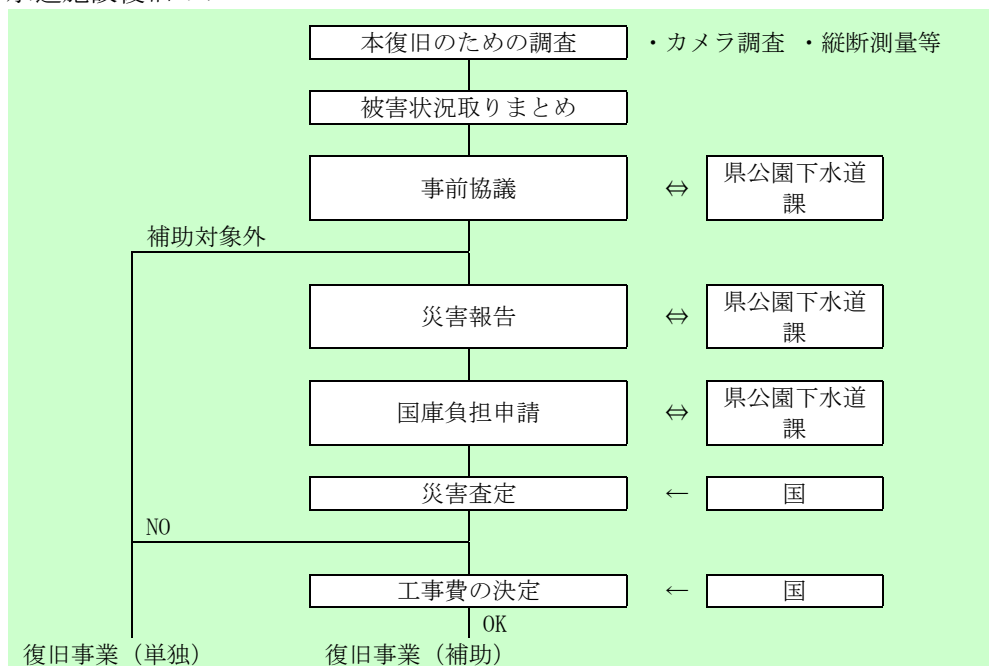 本復旧のための調査 ・カメラ調査 ・縦断測量等
被害状況取りまとめ
事前協議 ⇔ 県公園下水道
課
補助対象外
災害報告 ⇔ 県公園下水道
課
国庫負担申請 ⇔ 県公園下水道
課
災害査定 ← 国
NO
工事費の決定 ← 国
OK
復旧事業（単独） 復旧事業（補助）